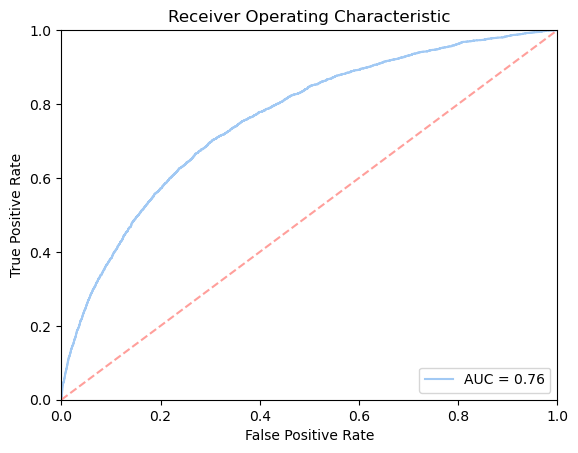 Receiver Operating Characteristic
True Positive Rate
1.0
0.8
0.6
0.4
0.2
0.0
AUC = 0.76
0.0 0.2 0.4 0.6 0.8 1.0
False Positive Rate